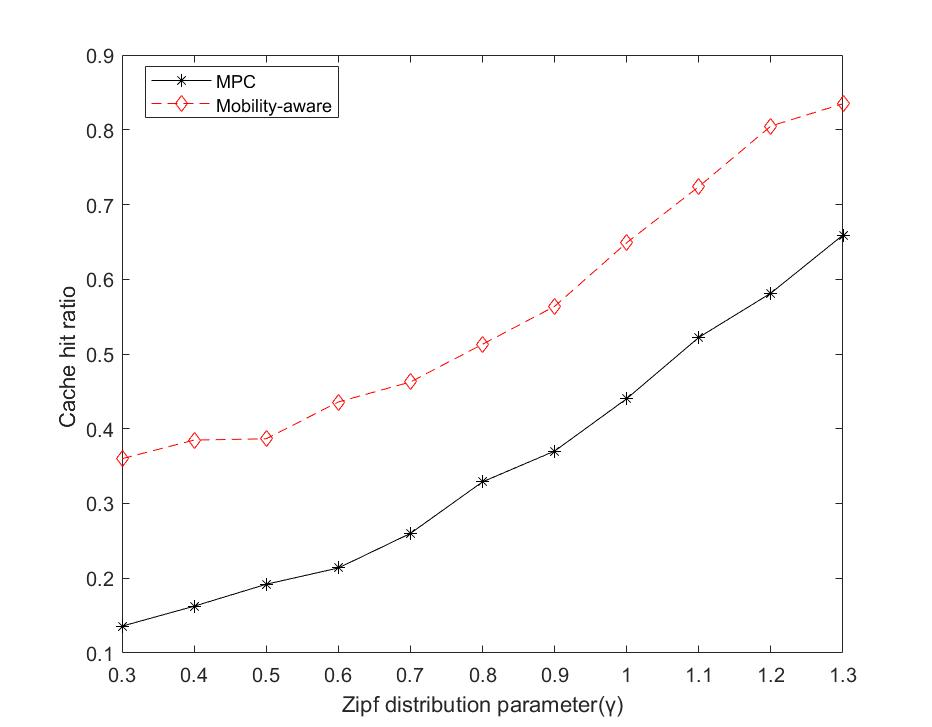 MPC
Mobility-aware
Cache hit ratio
0.9
0.8
0.7
0.6
0.5
0.4
0.3
0.2
0.1
0.3 0.4 0.5 0.6 0.7 0.8 0.9 1 1.1 1.2 1.3
Zipf distribution parameter(γ)